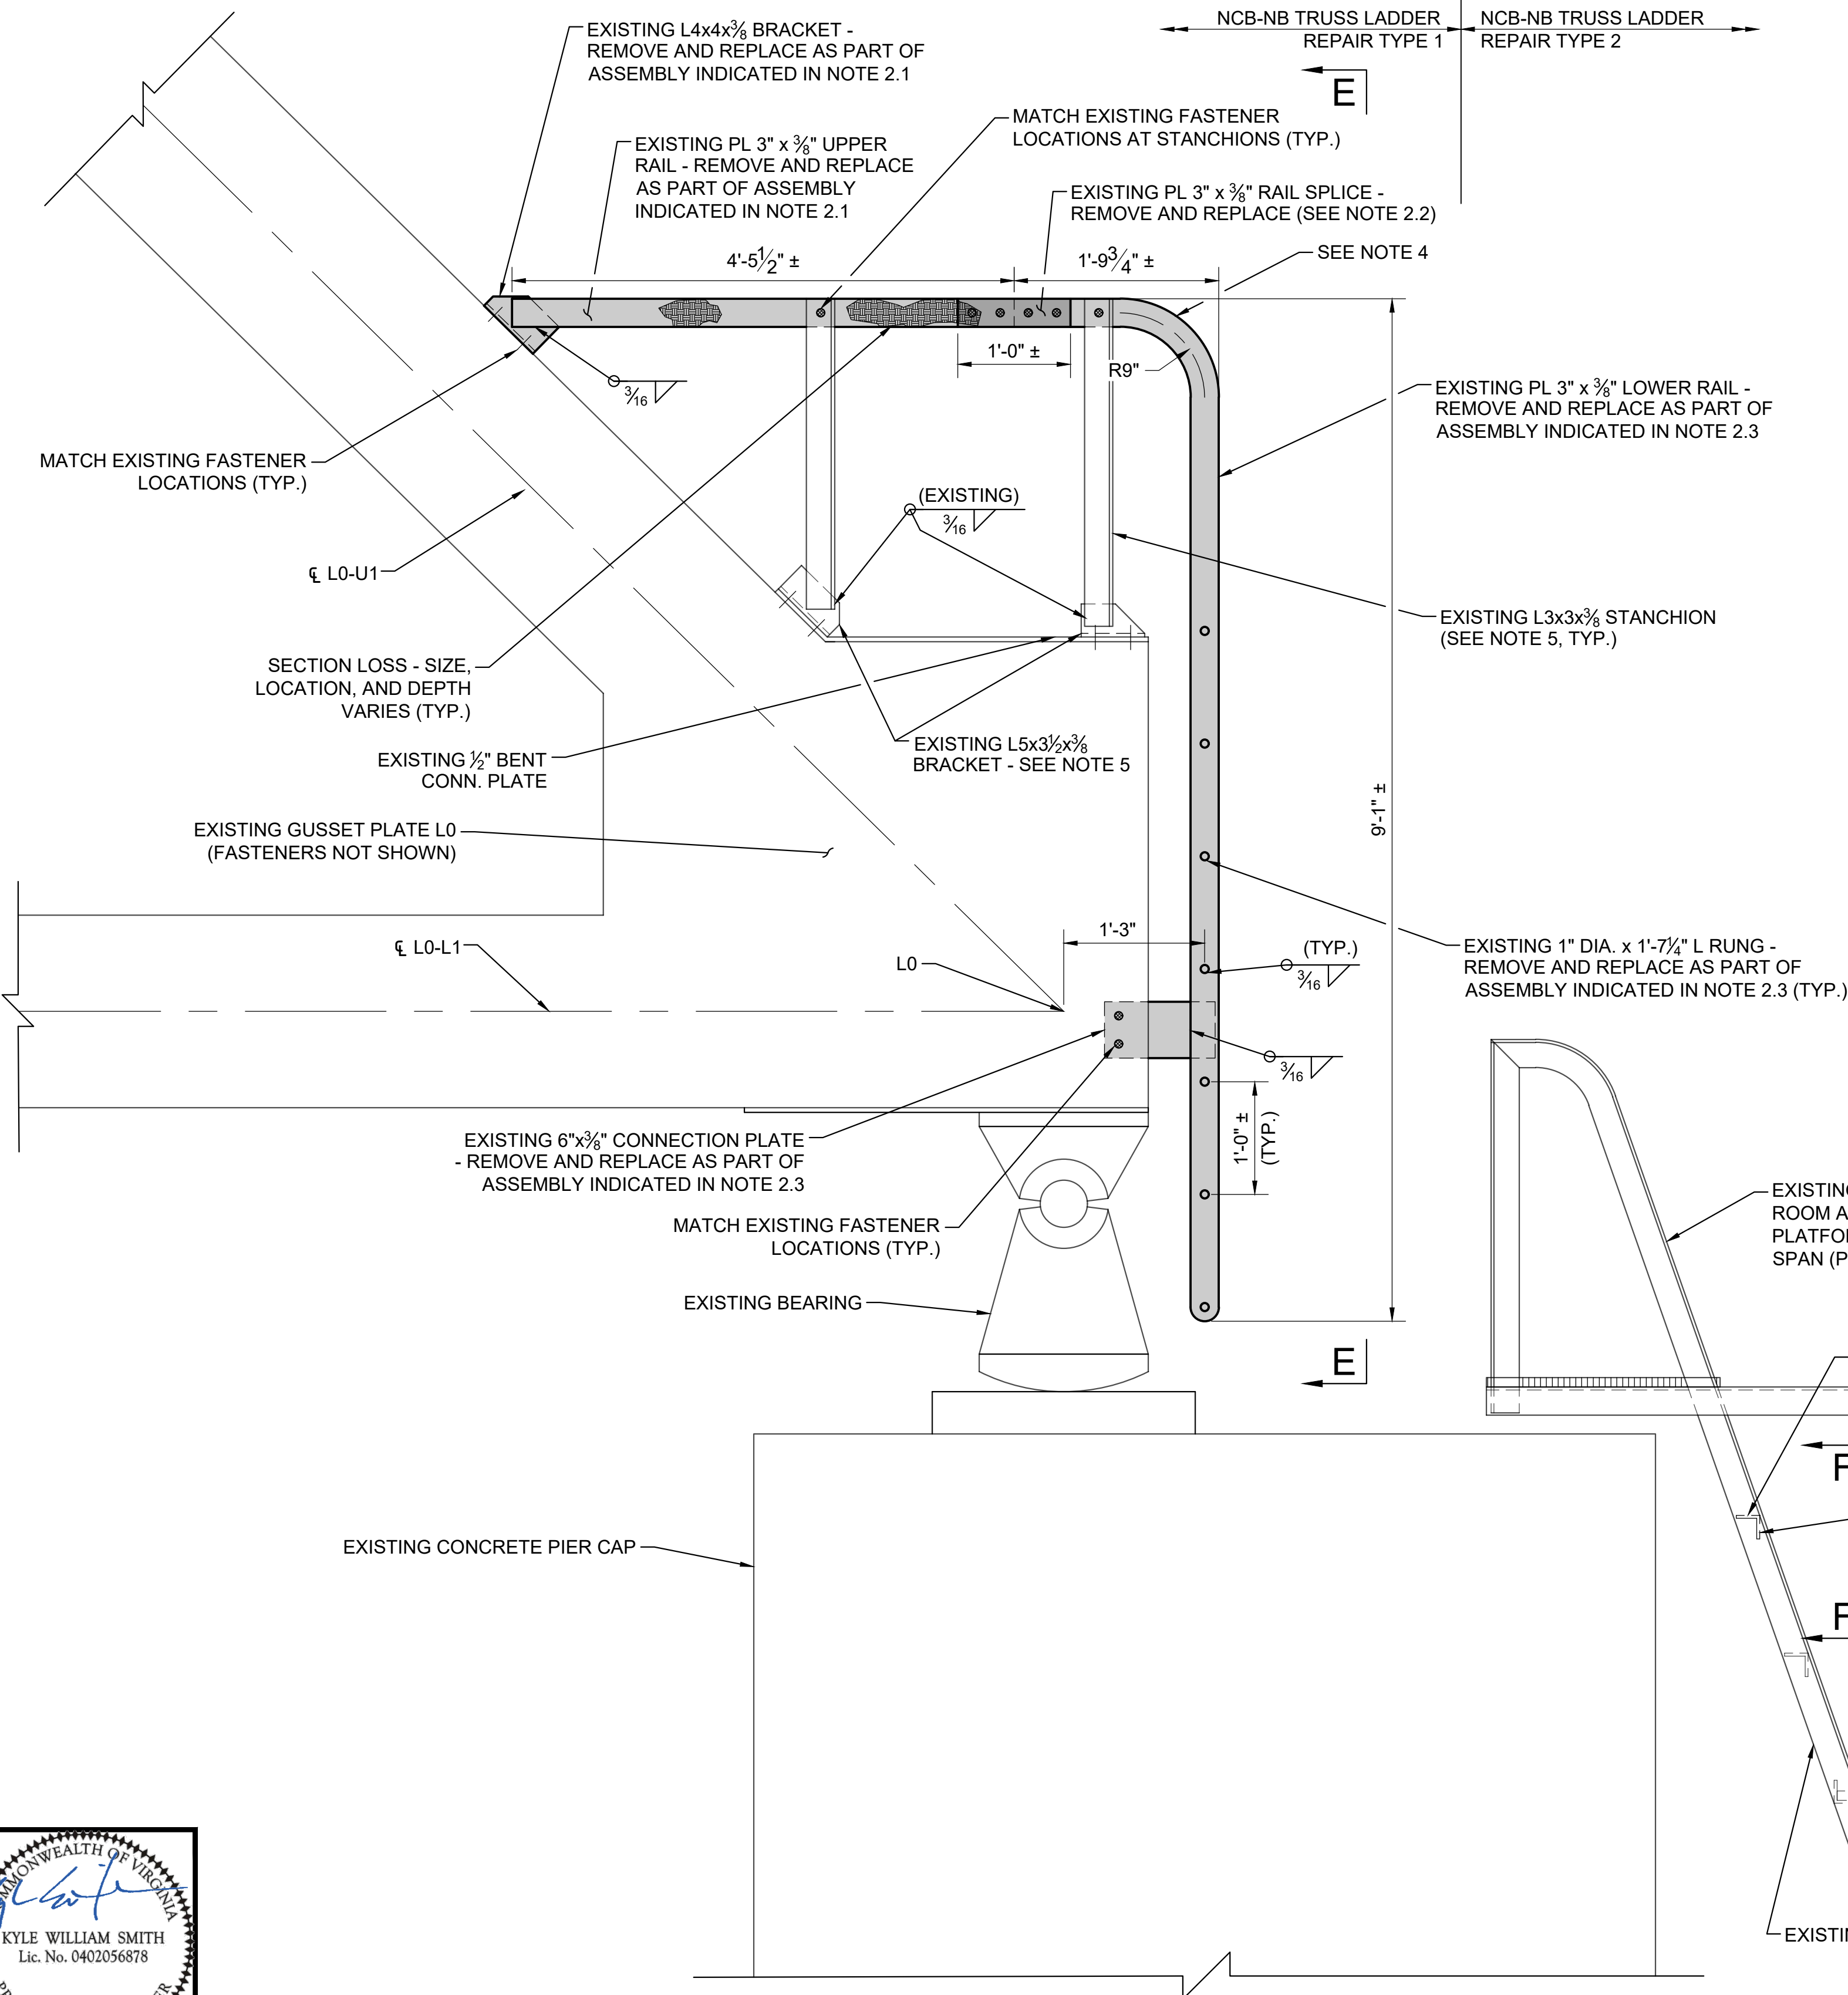 NCB-NB TRUSS LADDER
REPAIR TYPE 1
NCB-NB TRUSS LADDER
REPAIR TYPE 2
EXISTING L4x4x⅜ BRACKET -
REMOVE AND REPLACE AS PART OF
ASSEMBLY INDICATED IN NOTE 2.1
E
MATCH EXISTING FASTENER
LOCATIONS AT STANCHIONS (TYP.)
EXISTING PL 3" x ⅜" UPPER
RAIL - REMOVE AND REPLACE
AS PART OF ASSEMBLY
INDICATED IN NOTE 2.1
EXISTING PL 3" x ⅜" RAIL SPLICE -
REMOVE AND REPLACE (SEE NOTE 2.2)
SEE NOTE 4
4'-5½" ±
1'-9¾" ±
1'-0" ±
R9"
3/16
EXISTING PL 3" x ⅜" LOWER RAIL -
REMOVE AND REPLACE AS PART OF
ASSEMBLY INDICATED IN NOTE 2.3
MATCH EXISTING FASTENER
LOCATIONS (TYP.)
(EXISTING)
3/16
℄ L0-U1
EXISTING L3x3x⅜ STANCHION
(SEE NOTE 5, TYP.)
SECTION LOSS - SIZE,
LOCATION, AND DEPTH
VARIES (TYP.)
EXISTING ½" BENT
CONN. PLATE
EXISTING L5x3½x⅜
BRACKET - SEE NOTE 5
9'-1" ±
EXISTING GUSSET PLATE L0
(FASTENERS NOT SHOWN)
℄ L0-L1
L0
1'-3"
(TYP.)
3/16
EXISTING 1" DIA. x 1'-7¼" L RUNG -
REMOVE AND REPLACE AS PART OF
ASSEMBLY INDICATED IN NOTE 2.3 (TYP.)
3/16
1'-0" ±
(TYP.)
EXISTING 6"x⅜" CONNECTION PLATE
- REMOVE AND REPLACE AS PART OF
ASSEMBLY INDICATED IN NOTE 2.3
MATCH EXISTING FASTENER
LOCATIONS (TYP.)
EXISTING BEARING
E
EXISTING
ROOM A
PLATFO
SPAN (P
F
F
EXISTING CONCRETE PIER CAP
EXISTIN
COMMONWEALTH OF VIRGINIA
KYLE WILLIAM SMITH
Lic. No. 0402056878